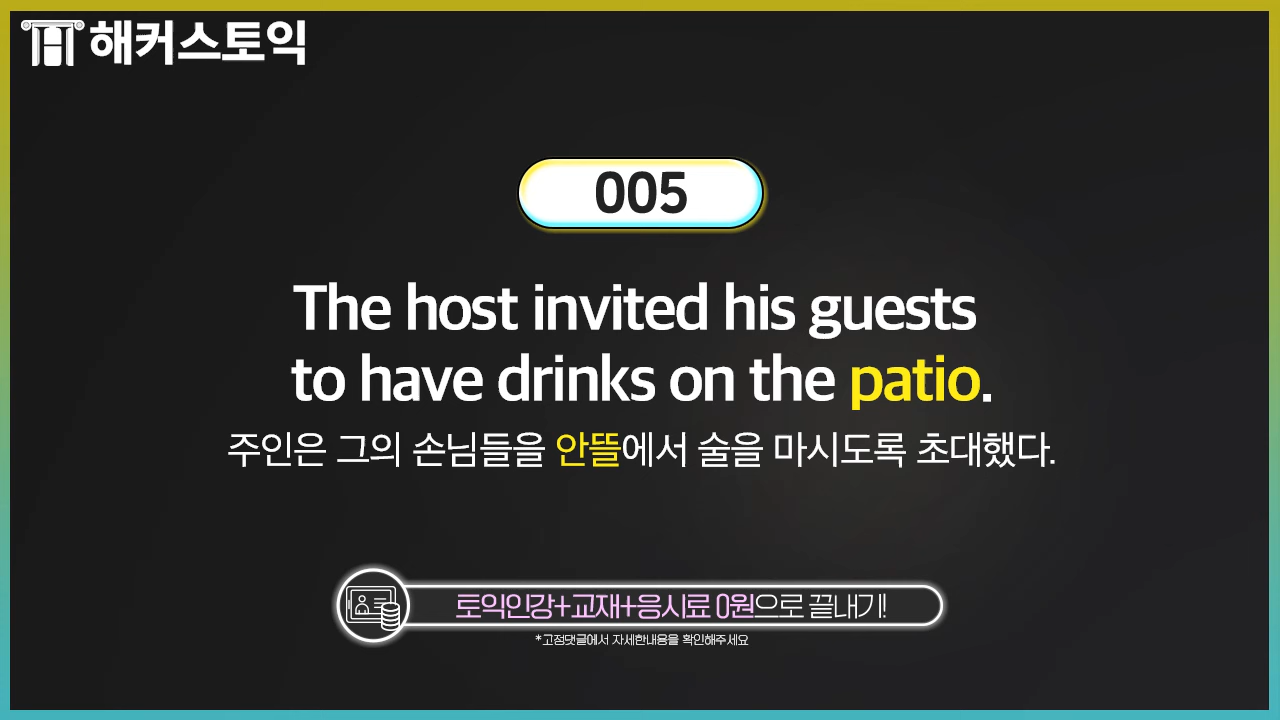 해커스토익
005
The host invited his guests
to have drinks on the patio.
주인은 그의 손님들을 안뜰에서 술을 마시도록 초대했다.
토익인강+교재+응시료 0원으로 끝내기!
*고정댓글에서 자세한내용을 확인해주세요